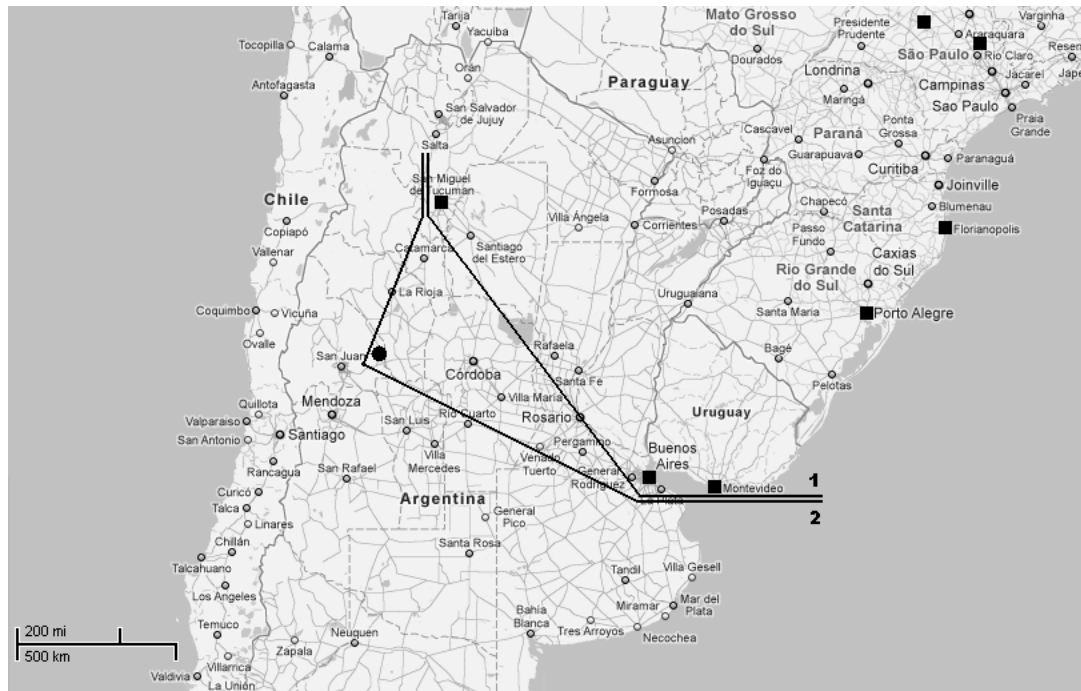 Tarija
Yacuiba
Mato Grosso
do Sul
Presidente
Prudente
Varginha
Araraquara
Tocopilla
Calama
Orán
Paraguay
Dourados
São Paulo
Rio Claro
Resen
Antofagasta
Londrina
Campinas
Jacareí
Jape
San Salvador
de Jujuy
Maringá
Sao Paulo
Praia
Grande
Salta
Asuncion
Cascavel
Paraná
Ponta
Grossa
Guarapuava
Curitiba
Paranaguá
San Miguel
de Tucuman
Formosa
Foz do
Iguaçu
Joinville
Chile
Copiapó
Villa Ángela
Corrientes
Posadas
Chapecó
Santa
Catarina
Blumenau
Passo
Fundo
Florianopolis
Catamarca
Santiago
del Estero
Vallenar
Caxias
do Sul
Rio Grande
do Sul
La Rioja
Uruguaiana
Coquimbo
Vicuña
Santa Maria
Porto Alegre
Ovalle
Rafaela
San Juan
Córdoba
Santa Fe
Bagé
Pelotas
Quillota
Mendoza
Villa María
Valparaiso
Rio Cuarto
Rosario
Uruguay
San Antonio
Santiago
San Luis
Villa
Mercedes
Venado
Tuerto
Pergamino
Buenos
Aires
Rancagua
San Rafael
General
Rodríguez
1
Curicó
Argentina
La Plata
Montevideo
Talca
General
Pico
2
Linares
Chillán
Santa Rosa
Talcahuano
Tandil
Villa Gesell
Los Angeles
Mar del
Plata
Miramar
Bahía
Blanca
Tres Arroyos
Necochea
Temuco
Neuquen
Zapala
200 mi
500 km
Villarrica
Valdivia
La Unión